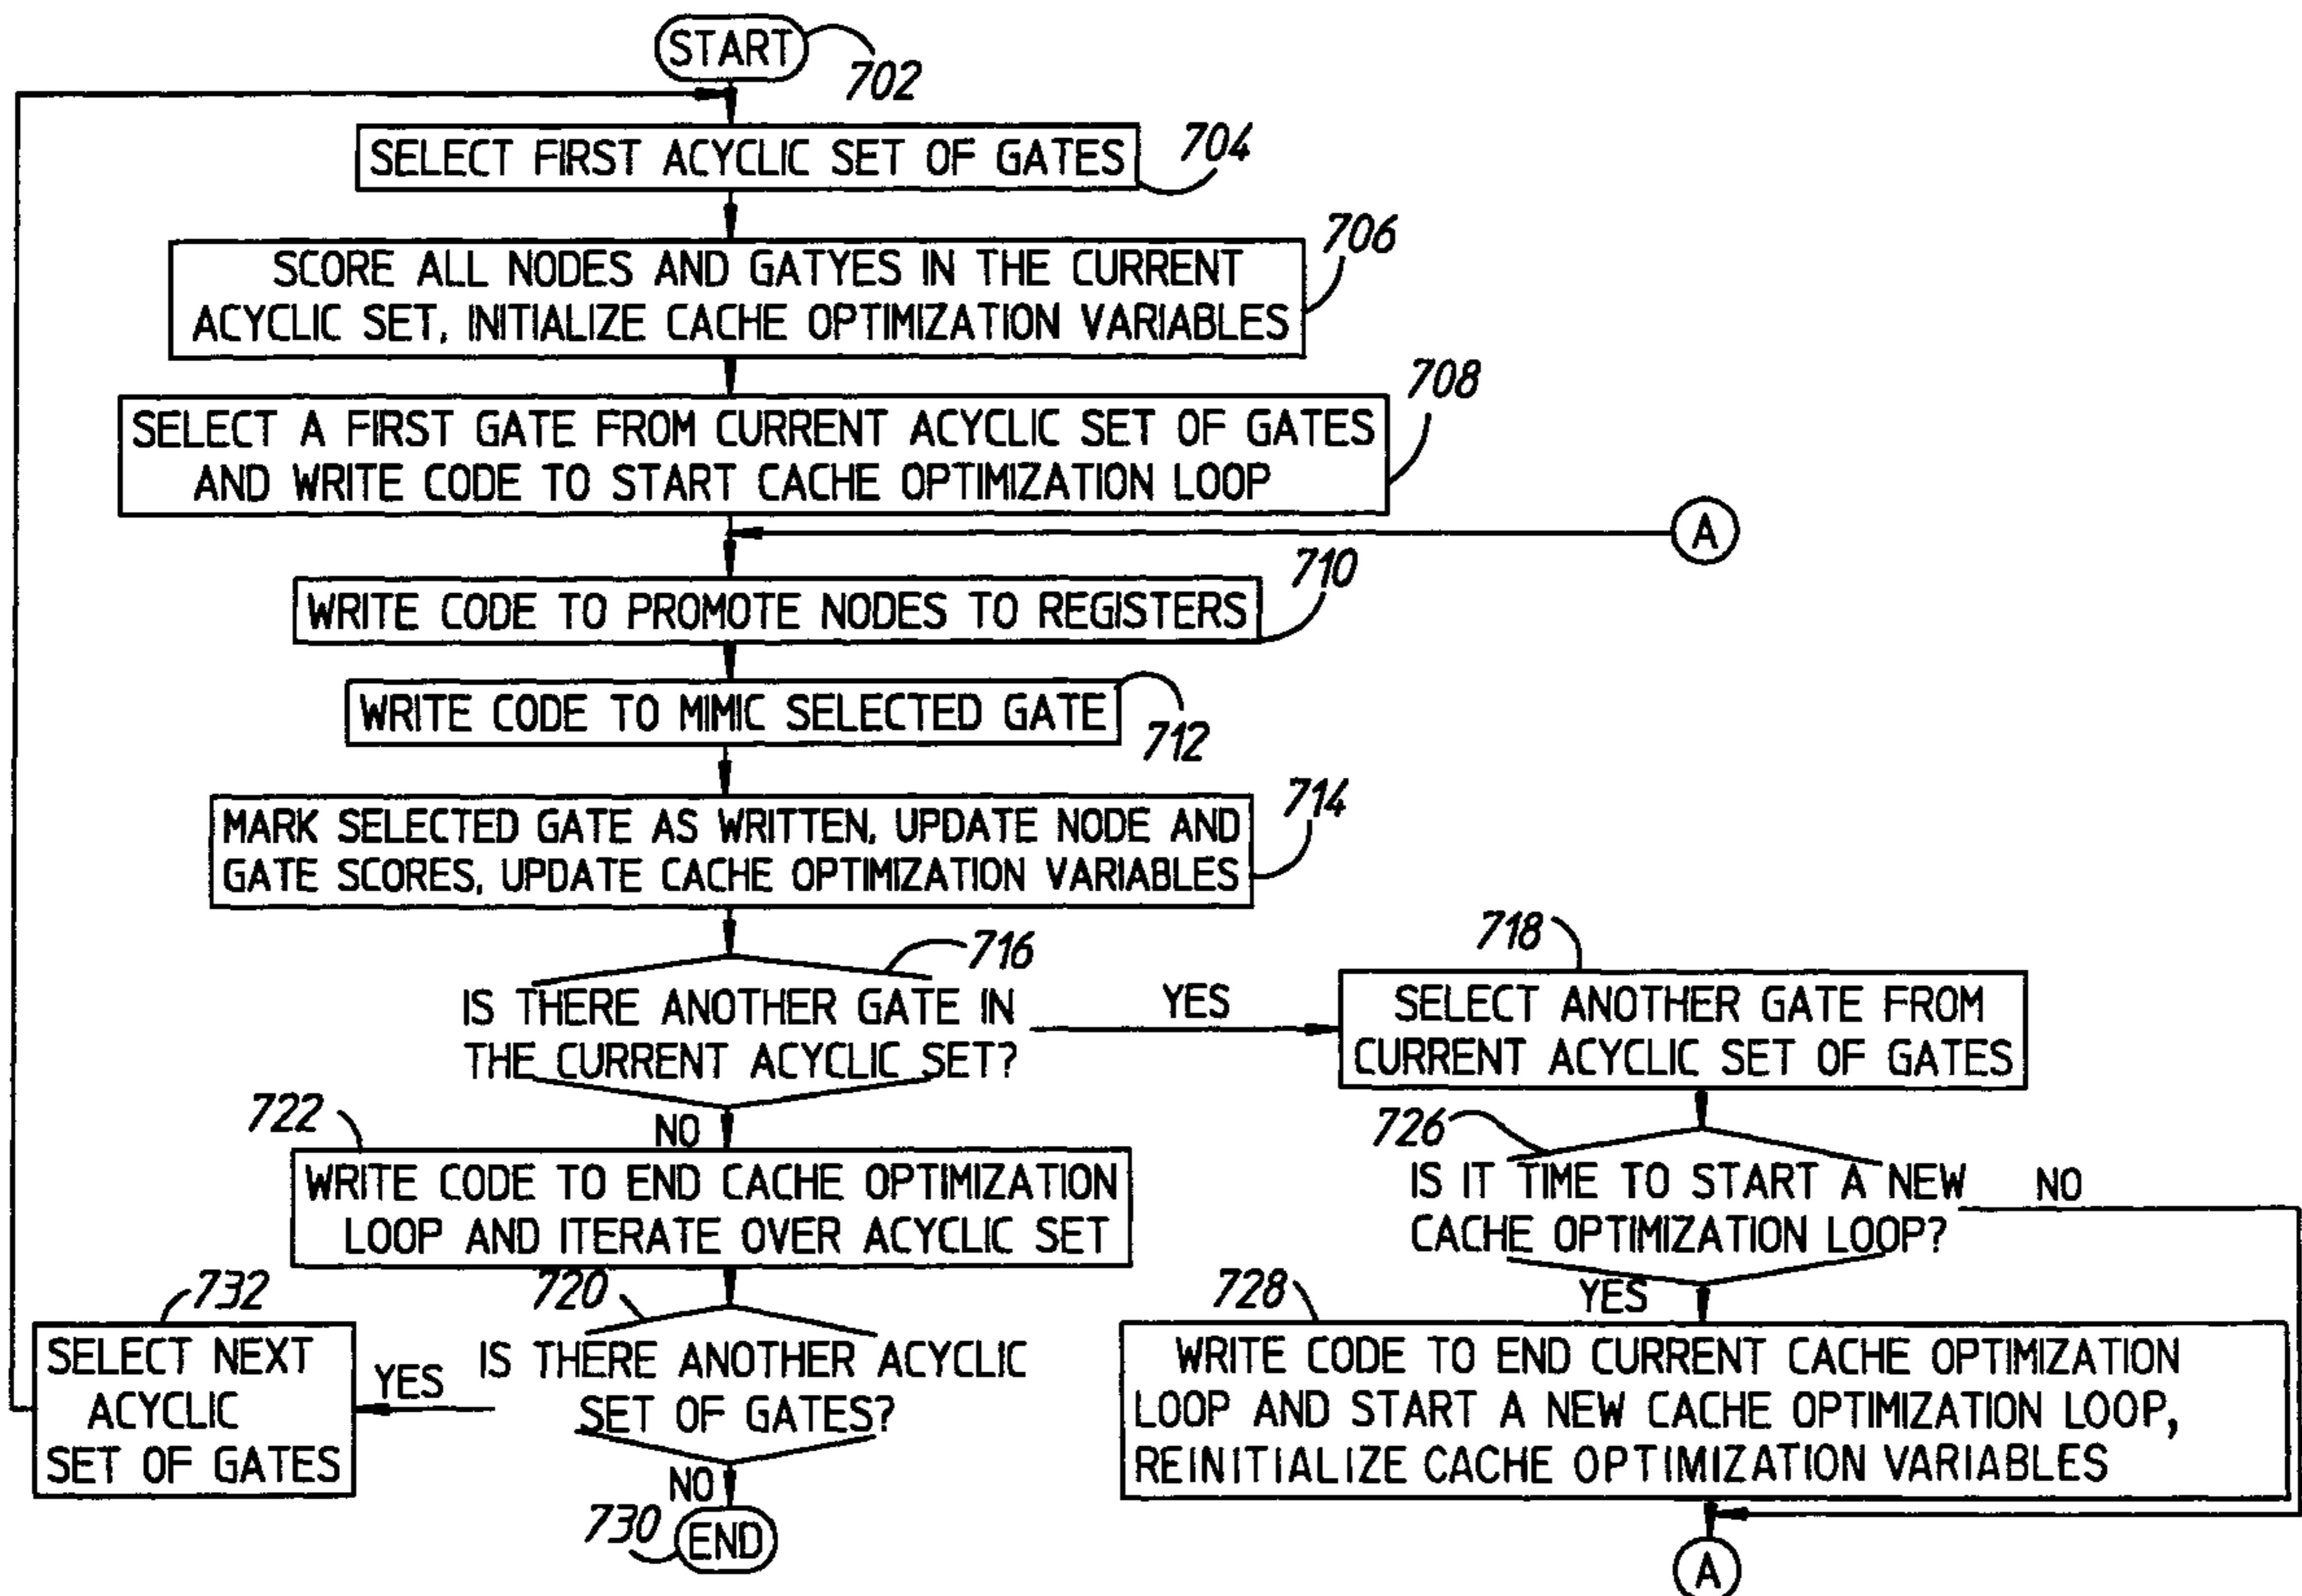 START
702
SELECT FIRST ACYCLIC SET OF GATES
704
SCORE ALL NODES AND GATYES IN THE CURRENT
ACYCLIC SET, INITIALIZE CACHE OPTIMIZATION VARIABLES
706
SELECT A FIRST GATE FROM CURRENT ACYCLIC SET OF GATES
AND WRITE CODE TO START CACHE OPTIMIZATION LOOP
708
A
WRITE CODE TO PROMOTE NODES TO REGISTERS
710
WRITE CODE TO MIMIC SELECTED GATE
712
MARK SELECTED GATE AS WRITTEN, UPDATE NODE AND
GATE SCORES, UPDATE CACHE OPTIMIZATION VARIABLES
714
716
IS THERE ANOTHER GATE IN
THE CURRENT ACYCLIC SET?
YES
718
SELECT ANOTHER GATE FROM
CURRENT ACYCLIC SET OF GATES
NO
722
WRITE CODE TO END CACHE OPTIMIZATION
LOOP AND ITERATE OVER ACYCLIC SET
726
IS IT TIME TO START A NEW
CACHE OPTIMIZATION LOOP?
NO
YES
728
WRITE CODE TO END CURRENT CACHE OPTIMIZATION
LOOP AND START A NEW CACHE OPTIMIZATION LOOP,
REINITIALIZE CACHE OPTIMIZATION VARIABLES
A
720
IS THERE ANOTHER ACYCLIC
SET OF GATES?
YES
732
SELECT NEXT
ACYCLIC
SET OF GATES
NO
730
END